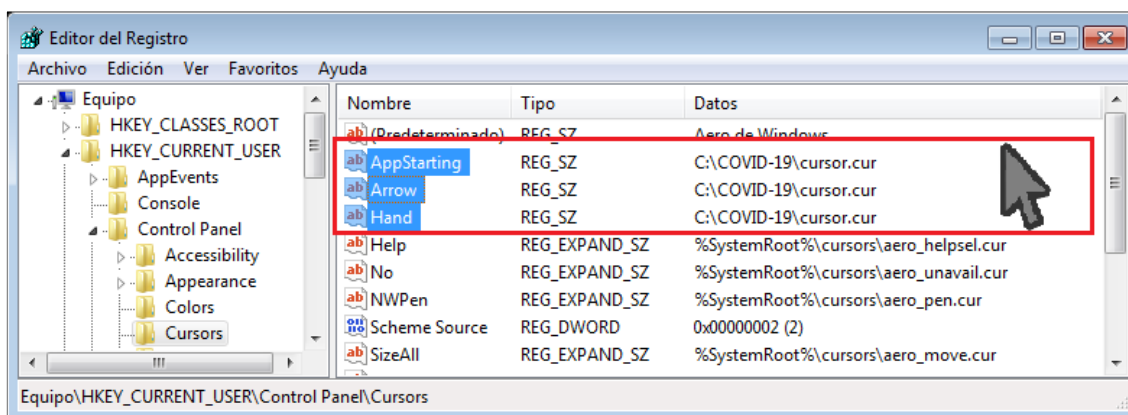 Editor del Registro
Archivo Edición Ver Favoritos Ayuda
Equipo
HKEY_CLASSES_ROOT
HKEY_CURRENT_USER
AppEvents
Console
Control Panel
Accessibility
Appearance
Colors
Cursors
Nombre Tipo Datos
(Predeterminado) REG_SZ Aero de Windows
AppStarting REG_SZ C:\COVID-19\cursor.cur
Arrow REG_SZ C:\COVID-19\cursor.cur
Hand REG_SZ C:\COVID-19\cursor.cur
Help REG_EXPAND_SZ %SystemRoot%\cursors\aero_helpsel.cur
No REG_EXPAND_SZ %SystemRoot%\cursors\aero_unavail.cur
NWPen REG_EXPAND_SZ %SystemRoot%\cursors\aero_pen.cur
Scheme Source REG_DWORD 0x00000002 (2)
SizeAll REG_EXPAND_SZ %SystemRoot%\cursors\aero_move.cur
Equipo\HKEY_CURRENT_USER\Control Panel\Cursors